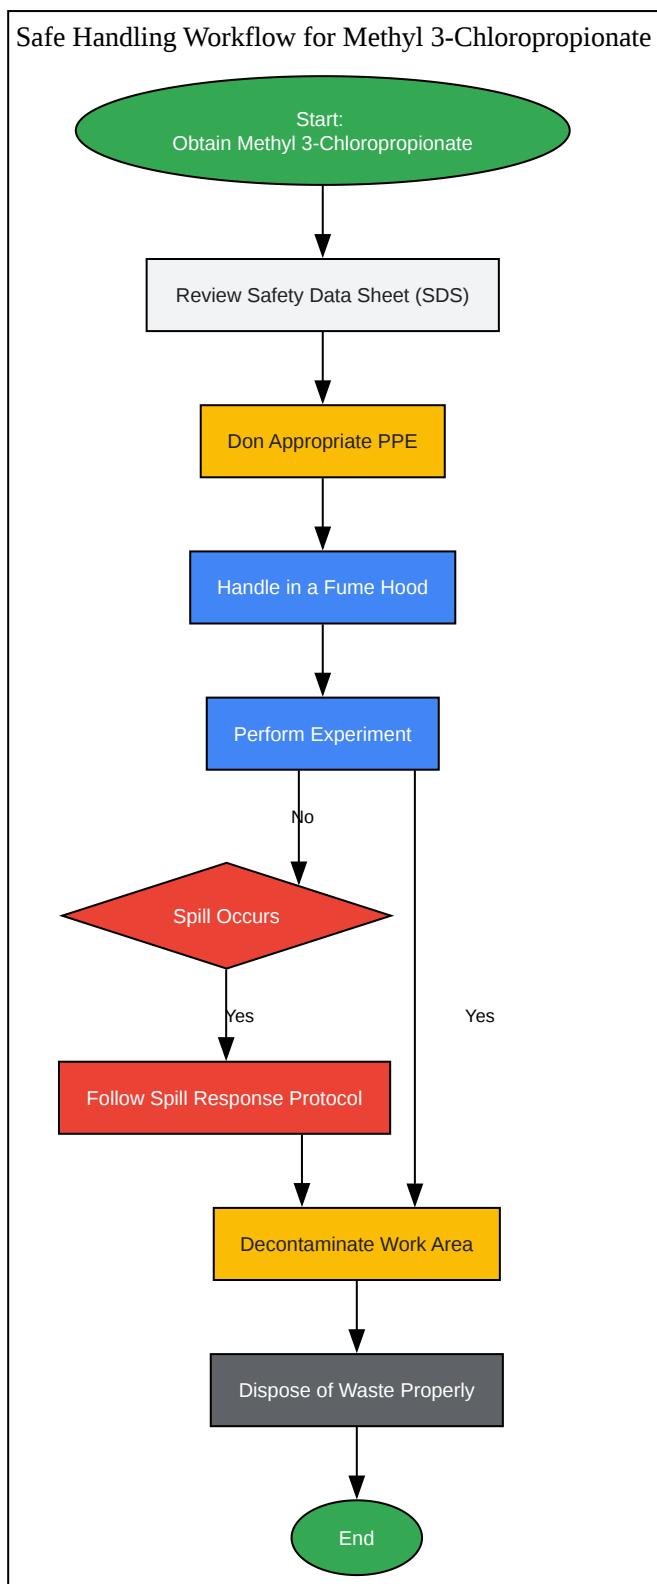 Safe Handling Workflow for Methyl 3-Chloropropionate
Start:
Obtain Methyl 3-Chloropropionate
Review Safety Data Sheet (SDS)
Don Appropriate PPE
Handle in a Fume Hood
Perform Experiment
No
Spill Occurs
Yes
Yes
Follow Spill Response Protocol
Decontaminate Work Area
Dispose of Waste Properly
End